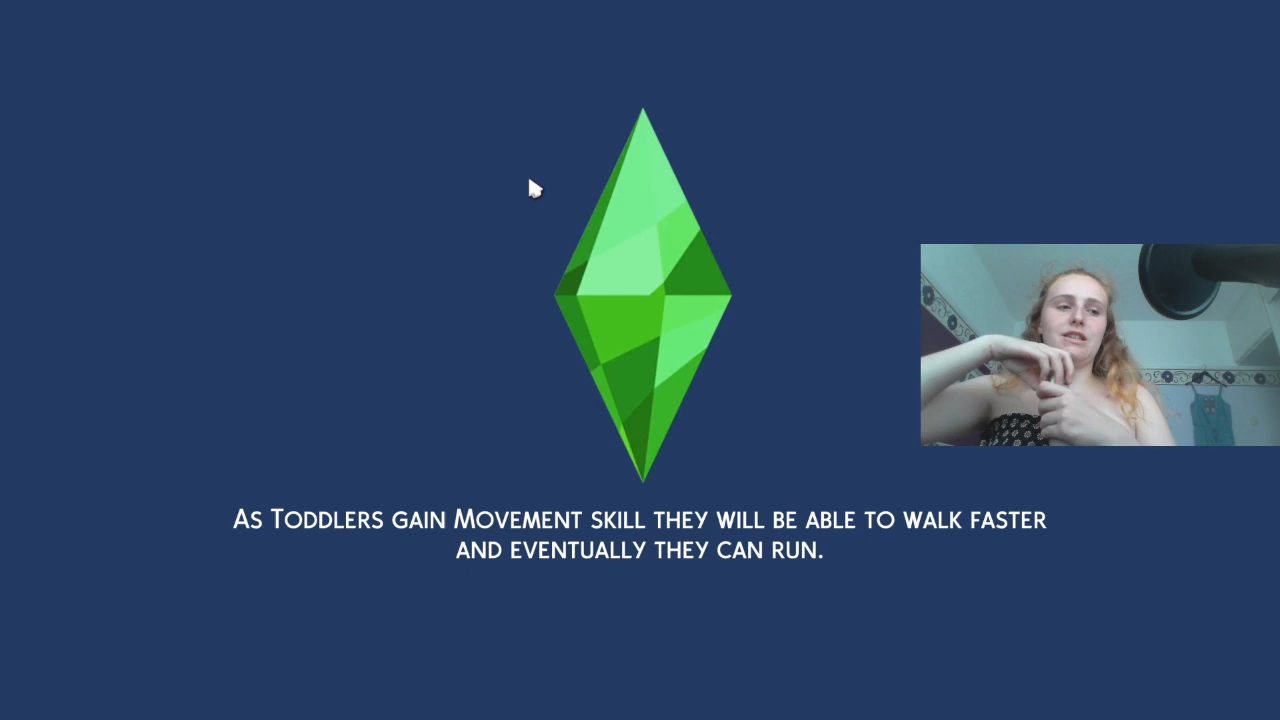 As Toddlers gain Movement skill they will be able to walk faster
and eventually they can run.